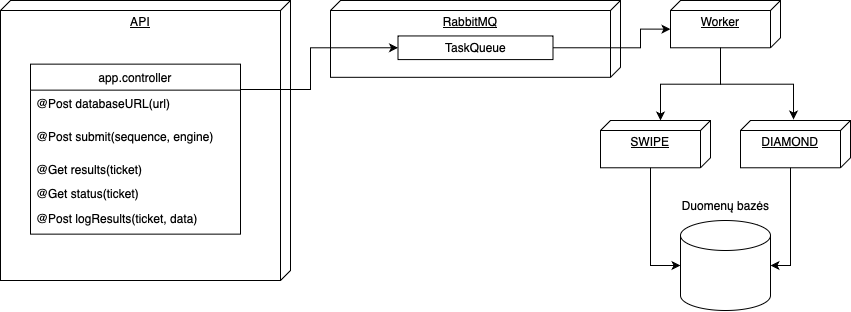 API
app.controller
@Post databaseURL(url)
@Post submit(sequence, engine)
@Get results(ticket)
@Get status(ticket)
@Post logResults(ticket, data)
RabbitMQ
TaskQueue
Worker
SWIPE
DIAMOND
Duomenų bazės